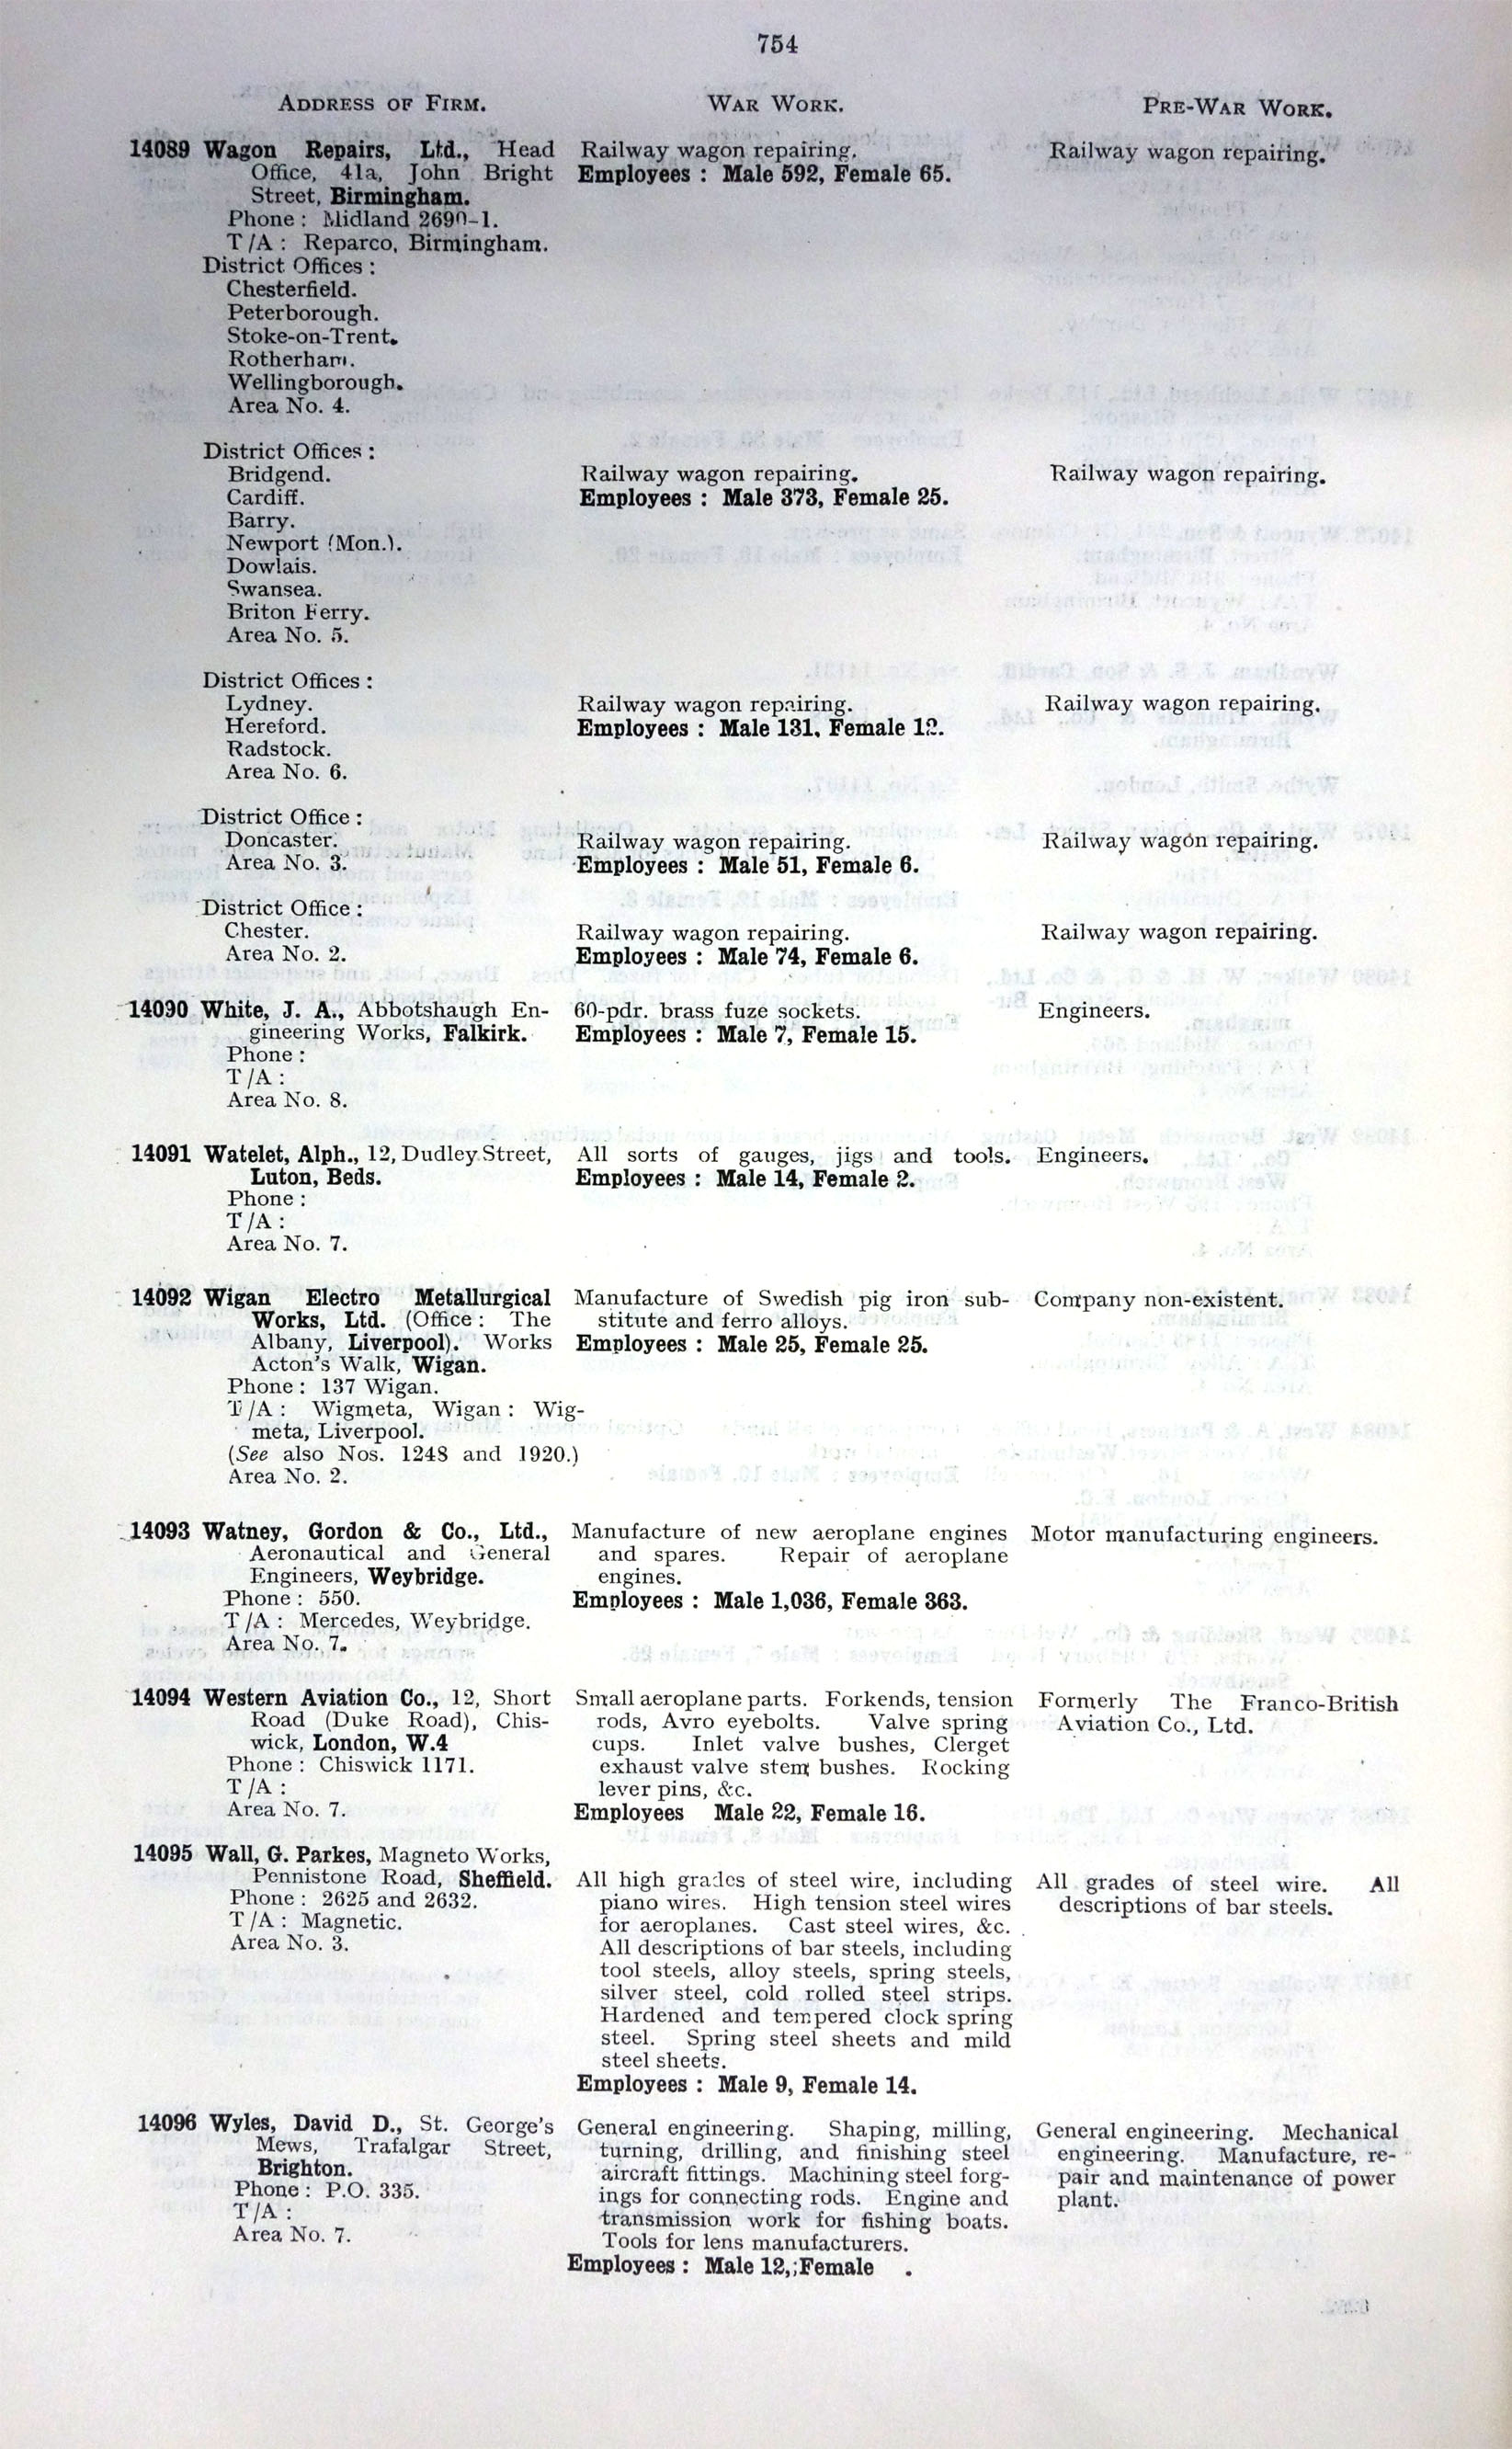 754
ADDRESS OF FIRM.
WAR WORK.
PRE-WAR WORK.
14089 Wagon Repairs, Ltd., Head
Office, 41a, John Bright
Street, Birmingham.
Phone : Midland 2690-1.
T/A : Reparco, Birmingham.
District Offices :
Chesterfield.
Peterborough.
Stoke-on-Trent.
Rotherham.
Wellingborough.
Area No. 4.
Railway wagon repairing.
Employees : Male 592, Female 65.
Railway wagon repairing.
District Offices :
Bridgend.
Cardiff.
Barry.
Newport (Mon.).
Dowlais.
Swansea.
Briton Ferry.
Area No. 5.
Railway wagon repairing.
Employees : Male 373, Female 25.
Railway wagon repairing.
District Offices :
Lydney.
Hereford.
Radstock.
Area No. 6.
Railway wagon repairing.
Employees : Male 131, Female 12.
Railway wagon repairing.
District Office :
Doncaster.
Area No. 3.
Railway wagon repairing.
Employees : Male 51, Female 6.
Railway wagon repairing.
District Office :
Chester.
Area No. 2.
Railway wagon repairing.
Employees : Male 74, Female 6.
Railway wagon repairing.
14090 White, J. A., Abbotshaugh En-
gineering Works, Falkirk.
Phone :
T/A :
Area No. 8.
60-pdr. brass fuze sockets.
Employees : Male 7, Female 15.
Engineers.
14091 Watelet, Alph., 12, Dudley Street,
Luton, Beds.
Phone :
T/A :
Area No. 7.
All sorts of gauges, jigs and tools.
Employees : Male 14, Female 2.
Engineers.
14092 Wigan Electro Metallurgical
Works, Ltd. (Office : The
Albany, Liverpool). Works
Acton's Walk, Wigan.
Phone : 137 Wigan.
T/A : Wigmeta, Wigan : Wig-
meta, Liverpool.
(See also Nos. 1248 and 1920.)
Area No. 2.
Manufacture of Swedish pig iron sub-
stitute and ferro alloys.
Employees : Male 25, Female 25.
Company non-existent.
14093 Watney, Gordon & Co., Ltd.,
Aeronautical and General
Engineers, Weybridge.
Phone : 550.
T/A : Mercedes, Weybridge.
Area No. 7.
Manufacture of new aeroplane engines
and spares. Repair of aeroplane
engines.
Employees : Male 1,036, Female 363.
Motor manufacturing engineers.
14094 Western Aviation Co., 12, Short
Road (Duke Road), Chis-
wick, London, W.4
Phone : Chiswick 1171.
T/A :
Area No. 7.
Small aeroplane parts. Forkends, tension
rods, Avro eyebolts. Valve spring
cups. Inlet valve bushes, Clerget
exhaust valve stem bushes. Rocking
lever pins, &c.
Employees Male 22, Female 16.
Formerly The Franco-British
Aviation Co., Ltd.
14095 Wall, G. Parkes, Magneto Works,
Pennistone Road, Sheffield.
Phone : 2625 and 2632.
T/A : Magnetic.
Area No. 3.
All high grades of steel wire, including
piano wires. High tension steel wires
for aeroplanes. Cast steel wires, &c.
All descriptions of bar steels, including
tool steels, alloy steels, spring steels,
silver steel, cold rolled steel strips.
Hardened and tempered clock spring
steel. Spring steel sheets and mild
steel sheets.
Employees : Male 9, Female 14.
All grades of steel wire. All
descriptions of bar steels.
14096 Wyles, David D., St. George's
Mews, Trafalgar Street,
Brighton.
Phone : P.O. 335.
T/A :
Area No. 7.
General engineering. Shaping, milling,
turning, drilling, and finishing steel
aircraft fittings. Machining steel forg-
ings for connecting rods. Engine and
transmission work for fishing boats.
Tools for lens manufacturers.
Employees : Male 12, Female .
General engineering. Mechanical
engineering. Manufacture, re-
pair and maintenance of power
plant.